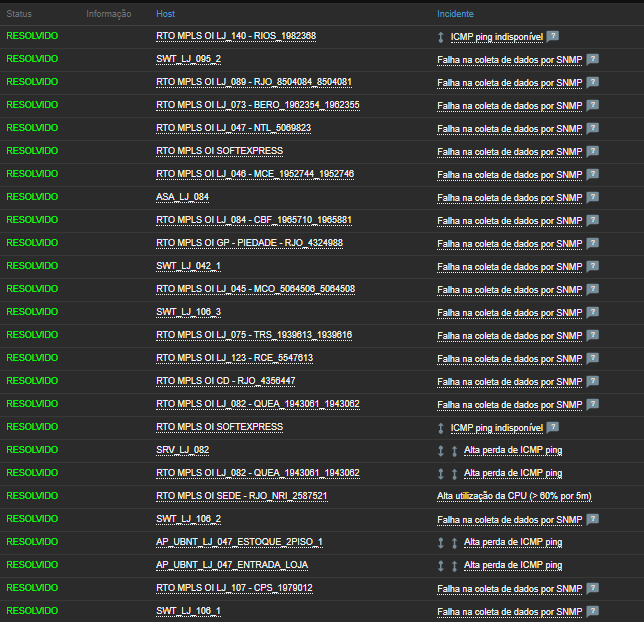 Status Informação Host Incidente
RESOLVIDO RTO MPLS OI LJ_140 - RIOS_1982368 ICMP ping indisponível ?
RESOLVIDO SWT_LJ_095_2 Falha na coleta de dados por SNMP ?
RESOLVIDO RTO MPLS OI LJ_089 - RJO_8504084_8504081 Falha na coleta de dados por SNMP ?
RESOLVIDO RTO MPLS OI LJ_073 - BERO_1962354_1962355 Falha na coleta de dados por SNMP ?
RESOLVIDO RTO MPLS OI LJ_047 - NTL_5069823 Falha na coleta de dados por SNMP ?
RESOLVIDO RTO MPLS OI SOFTEXPRESS Falha na coleta de dados por SNMP ?
RESOLVIDO RTO MPLS OI LJ_046 - MCE_1952744_1952746 Falha na coleta de dados por SNMP ?
RESOLVIDO ASA_LJ_084 Falha na coleta de dados por SNMP ?
RESOLVIDO RTO MPLS OI LJ_084 - CBF_1965710_1965881 Falha na coleta de dados por SNMP ?
RESOLVIDO RTO MPLS OI GP - PIEDADE - RJO_4324988 Falha na coleta de dados por SNMP ?
RESOLVIDO SWT_LJ_042_1 Falha na coleta de dados por SNMP ?
RESOLVIDO RTO MPLS OI LJ_045 - MCO_5064506_5064508 Falha na coleta de dados por SNMP ?
RESOLVIDO SWT_LJ_106_3 Falha na coleta de dados por SNMP ?
RESOLVIDO RTO MPLS OI LJ_075 - TRS_1939613_1939616 Falha na coleta de dados por SNMP ?
RESOLVIDO RTO MPLS OI LJ_123 - RCE_5547613 Falha na coleta de dados por SNMP ?
RESOLVIDO RTO MPLS OI CD - RJO_4356447 Falha na coleta de dados por SNMP ?
RESOLVIDO RTO MPLS OI LJ_082 - QUEA_1943061_1943062 Falha na coleta de dados por SNMP ?
RESOLVIDO RTO MPLS OI SOFTEXPRESS ICMP ping indisponível ?
RESOLVIDO SRV_LJ_082 Alta perda de ICMP ping
RESOLVIDO RTO MPLS OI LJ_082 - QUEA_1943061_1943062 Alta perda de ICMP ping
RESOLVIDO RTO MPLS OI SEDE - RJO_NRI_2587521 Alta utilização da CPU (> 60% por 5m)
RESOLVIDO SWT_LJ_106_2 Falha na coleta de dados por SNMP ?
RESOLVIDO AP_UBNT_LJ_047_ESTOQUE_2PISO_1 Alta perda de ICMP ping
RESOLVIDO AP_UBNT_LJ_047_ENTRADA_LOJA Alta perda de ICMP ping
RESOLVIDO RTO MPLS OI LJ_107 - CPS_1979012 Falha na coleta de dados por SNMP ?
RESOLVIDO SWT_LJ_106_1 Falha na coleta de dados por SNMP ?